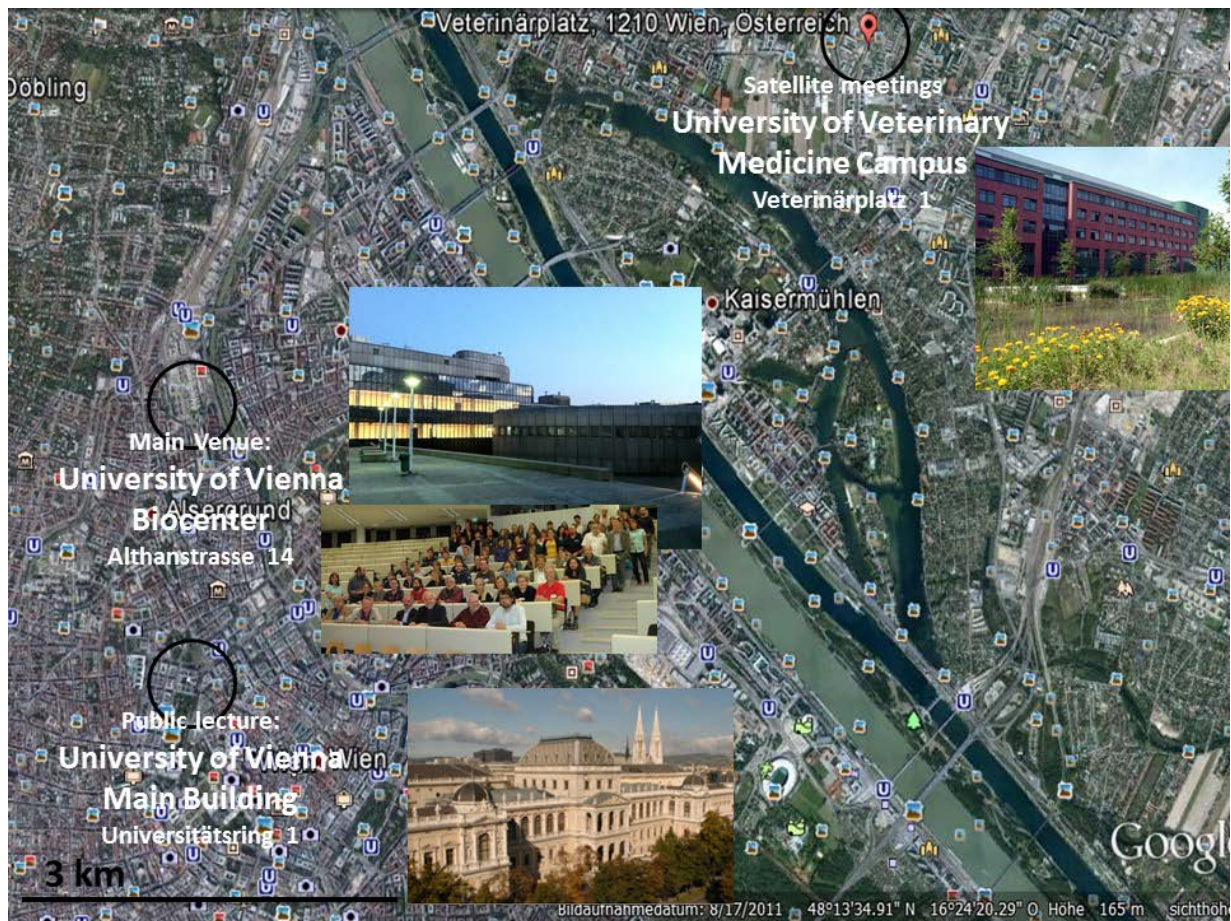 Veterinärplatz, 1210 Wien, Österreich
Döbling
Satellite meetings
University of Veterinary
Medicine Campus
Veterinärplatz 1
Kaisermühlen
Main Venue:
University of Vienna
Biocenter
Alsergrund
Althanstrasse 14
Public lecture:
University of Vienna
Wien
Main Building
Universitätsring 1
3 km
Google
Bildaufnahmedatum: 8/17/2011 48°13'34.91" N 16°24'20.29" O, Höhe 165 m sichthöh